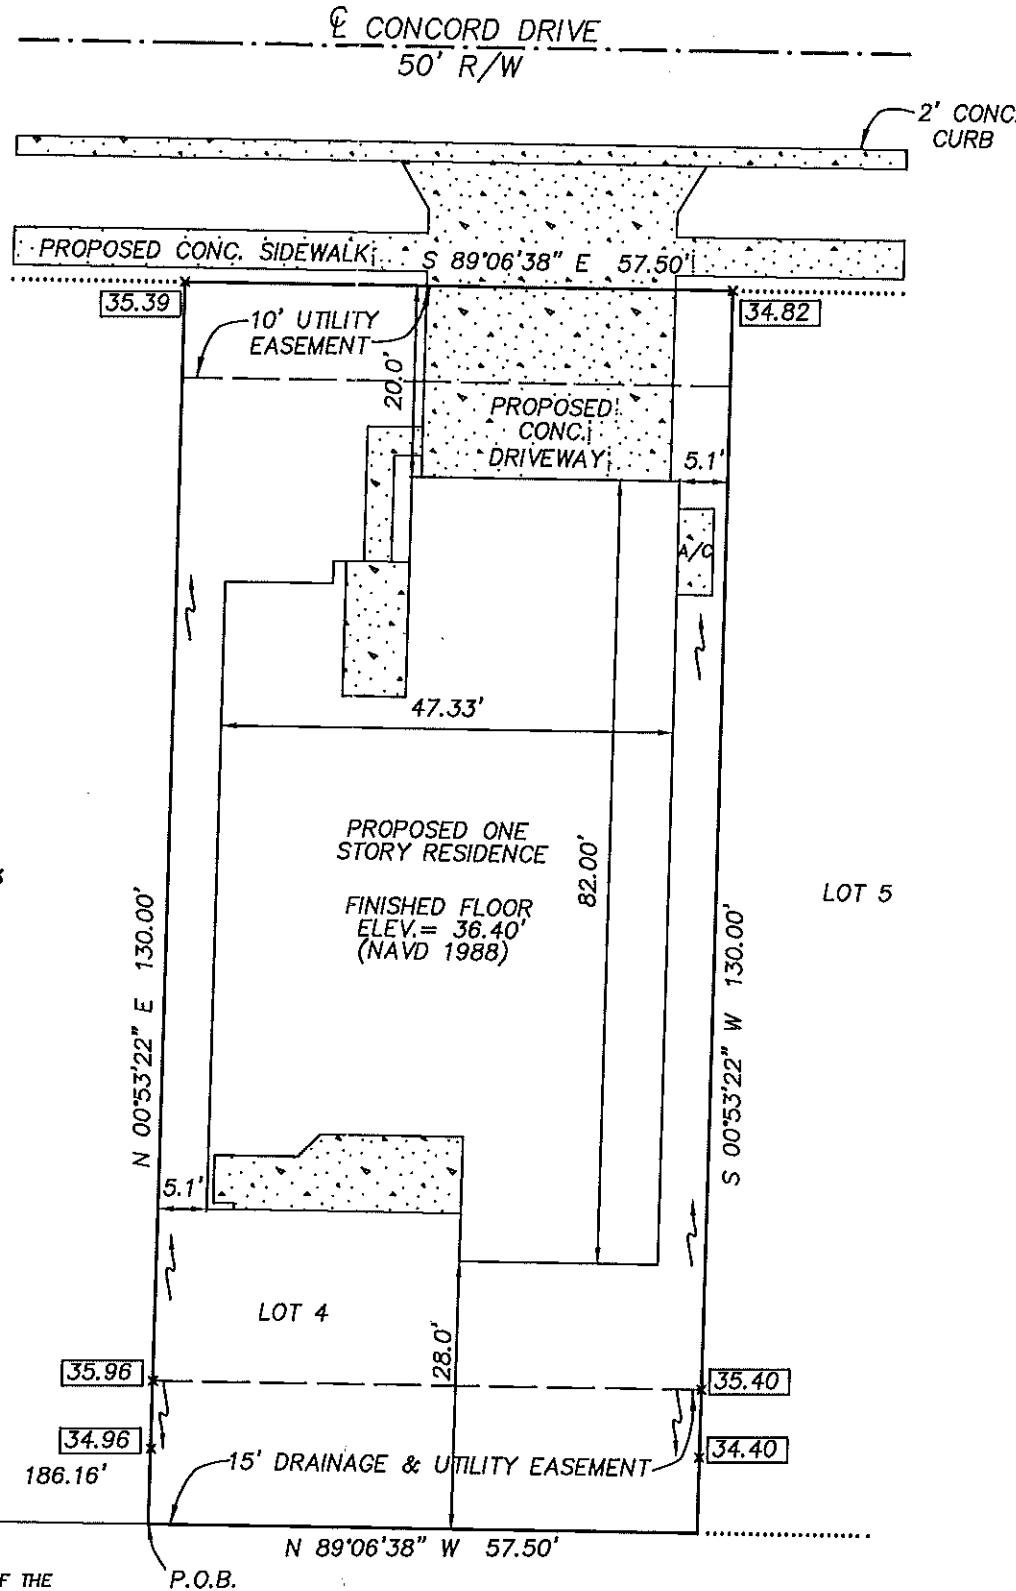 ℄ CONCORD DRIVE
50' R/W
2' CONC.
CURB
PROPOSED CONC. SIDEWALK
S 89°06'38" E 57.50'
35.39
34.82
10' UTILITY
EASEMENT
20.0'
PROPOSED
CONC.
DRIVEWAY
5.1'
A/C
47.33'
PROPOSED ONE
STORY RESIDENCE
82.00'
FINISHED FLOOR
ELEV.= 36.40'
(NAVD 1988)
LOT 5
N 00°53'22" E 130.00'
S 00°53'22" W 130.00'
5.1'
LOT 4
28.0'
35.96
35.40
34.96
34.40
186.16'
15' DRAINAGE & UTILITY EASEMENT
N 89°06'38" W 57.50'
F THE
P.O.B.